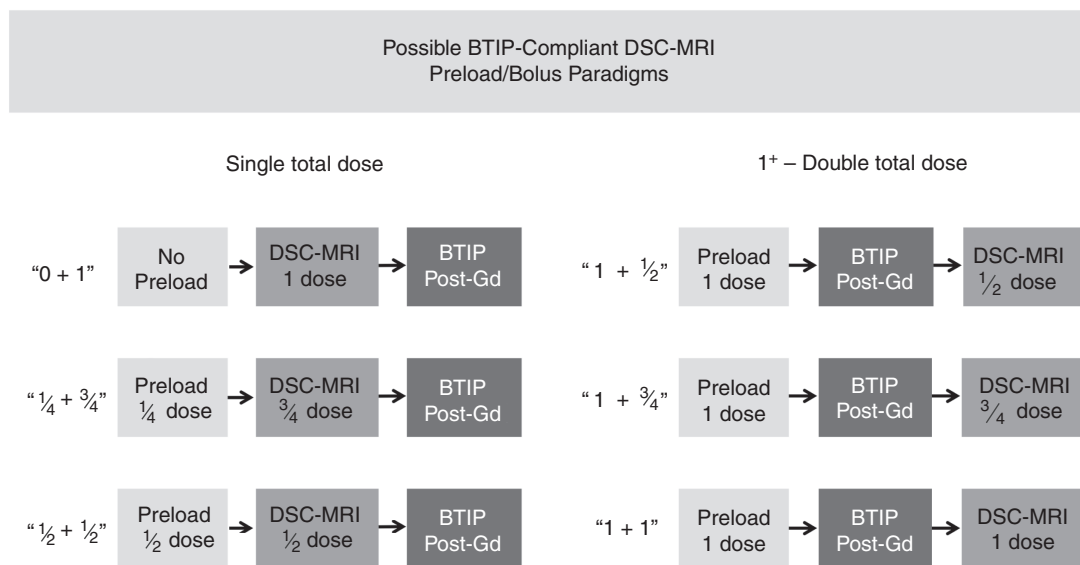 Possible BTIP-Compliant DSC-MRI
Preload/Bolus Paradigms
Single total dose
1⁺ – Double total dose
“0 + 1”
No
Preload
DSC-MRI
1 dose
BTIP
Post-Gd
“ 1 + ½”
Preload
1 dose
BTIP
Post-Gd
DSC-MRI
½ dose
“¼ + ¾”
Preload
¼ dose
DSC-MRI
¾ dose
BTIP
Post-Gd
“ 1 + ¾”
Preload
1 dose
BTIP
Post-Gd
DSC-MRI
¾ dose
“ ½ + ½”
Preload
½ dose
DSC-MRI
½ dose
BTIP
Post-Gd
“1 + 1”
Preload
1 dose
BTIP
Post-Gd
DSC-MRI
1 dose